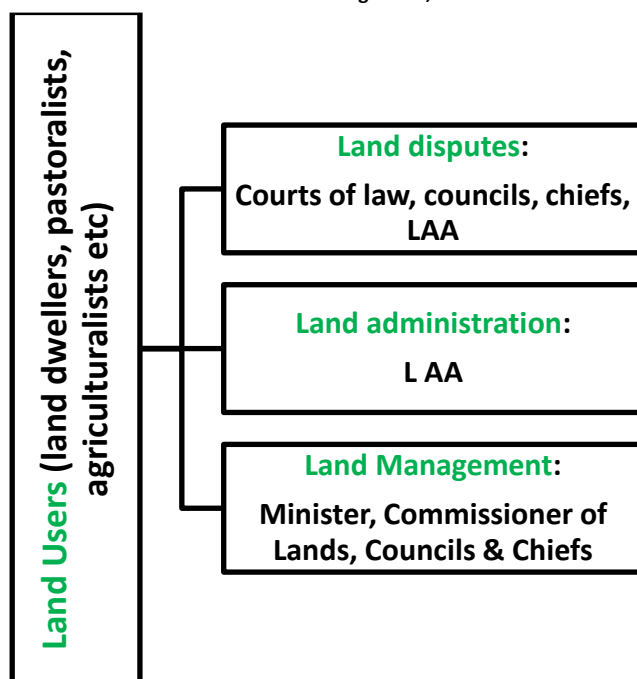 Land Users (land dwellers, pastoralists,
agriculturalists etc)
Land disputes:
Courts of law, councils, chiefs,
LAA
Land administration:
L AA
Land Management:
Minister, Commissioner of
Lands, Councils & Chiefs